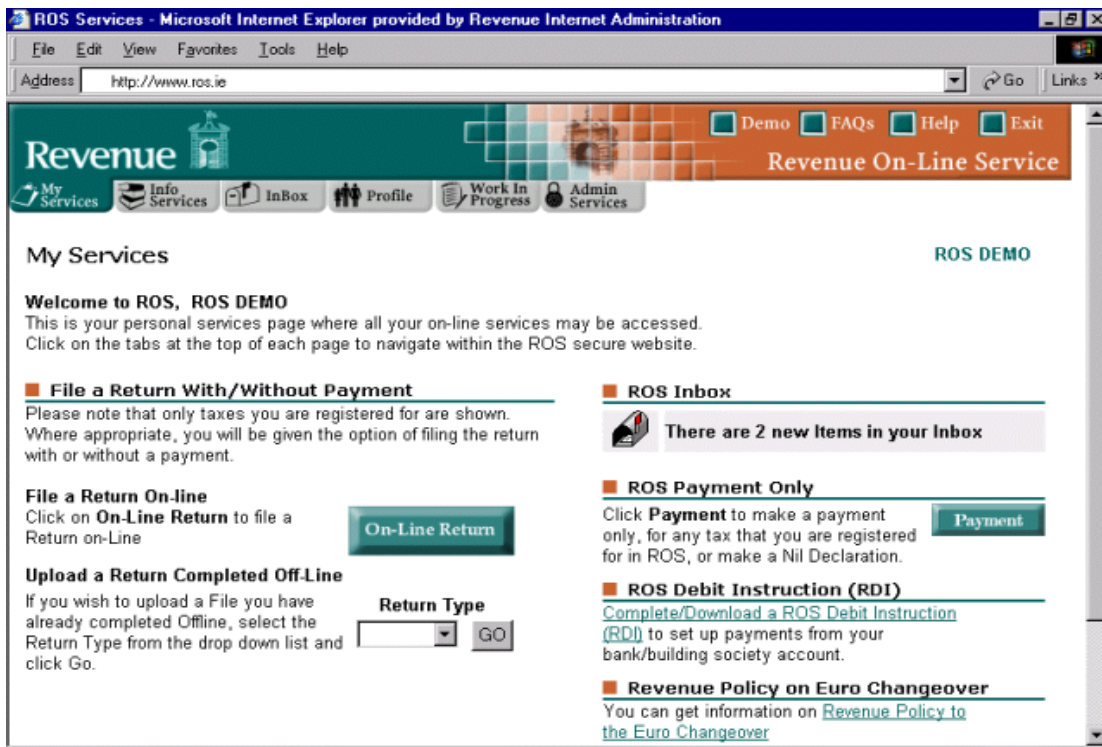 ROS Services - Microsoft Internet Explorer provided by Revenue Internet Administration
File Edit View Favorites Tools Help
Address http://www.ros.ie Go Links »
Revenue
Demo FAQs Help Exit
Revenue On-Line Service
My Services
Info Services
InBox
Profile
Work In Progress
Admin Services
My Services
ROS DEMO
Welcome to ROS, ROS DEMO
This is your personal services page where all your on-line services may be accessed.
Click on the tabs at the top of each page to navigate within the ROS secure website.
File a Return With/Without Payment
Please note that only taxes you are registered for are shown.
Where appropriate, you will be given the option of filing the return
with or without a payment.
File a Return On-line
Click on On-Line Return to file a
Return on-Line
On-Line Return
Upload a Return Completed Off-Line
If you wish to upload a File you have
already completed Offline, select the
Return Type from the drop down list and
click Go.
Return Type
GO
ROS Inbox
There are 2 new Items in your Inbox
ROS Payment Only
Click Payment to make a payment
only, for any tax that you are registered
for in ROS, or make a Nil Declaration.
Payment
ROS Debit Instruction (RDI)
Complete/Download a ROS Debit Instruction
(RDI) to set up payments from your
bank/building society account.
Revenue Policy on Euro Changeover
You can get information on Revenue Policy to
the Euro Changeover